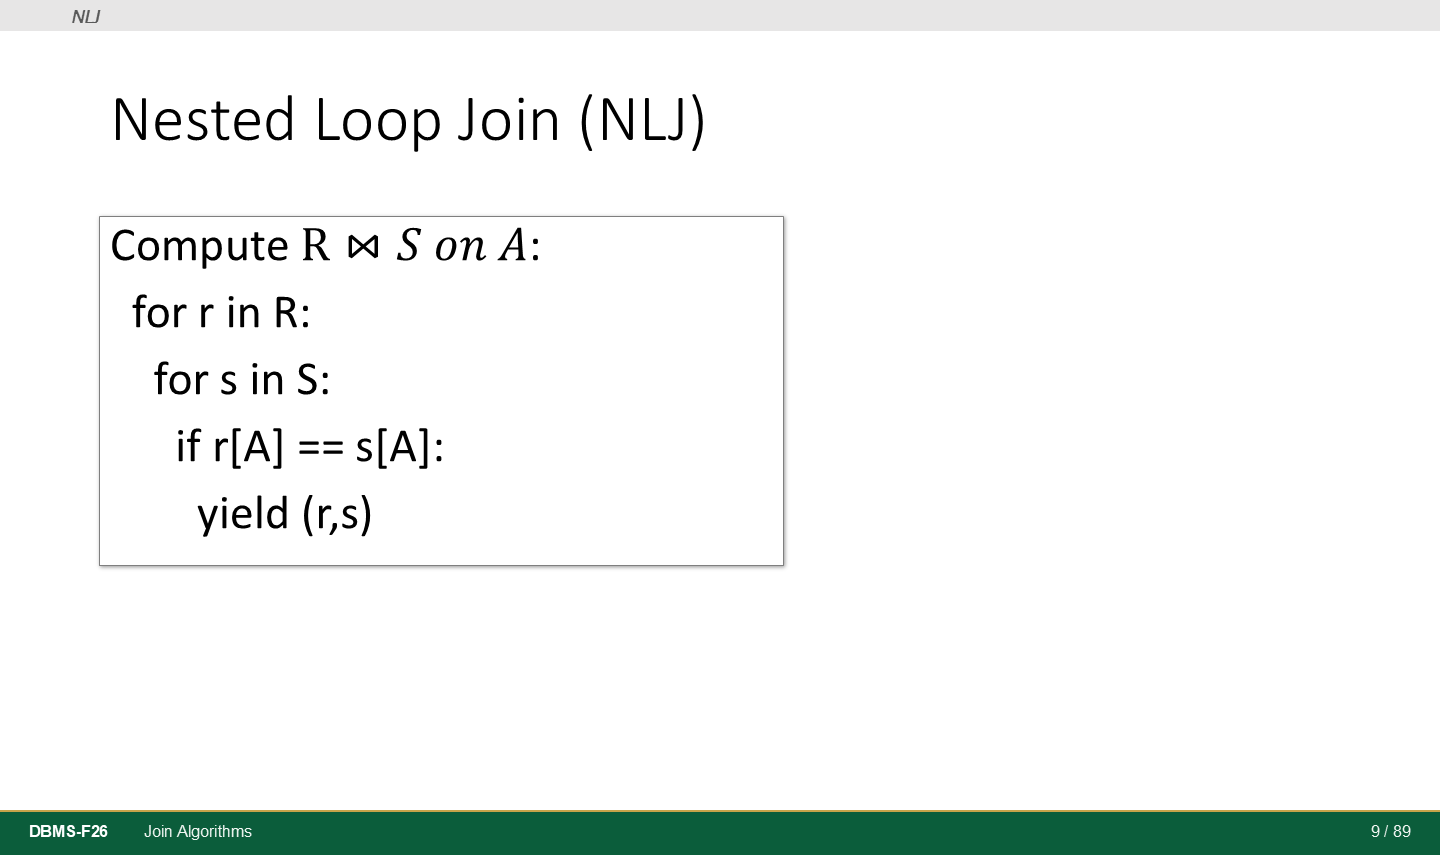 NLJ
Nested Loop Join (NLJ)
Compute R ⋈ S on A:
for r in R:
for s in S:
if r[A] == s[A]:
yield (r,s)
DBMS-F26 Join Algorithms 9 / 89